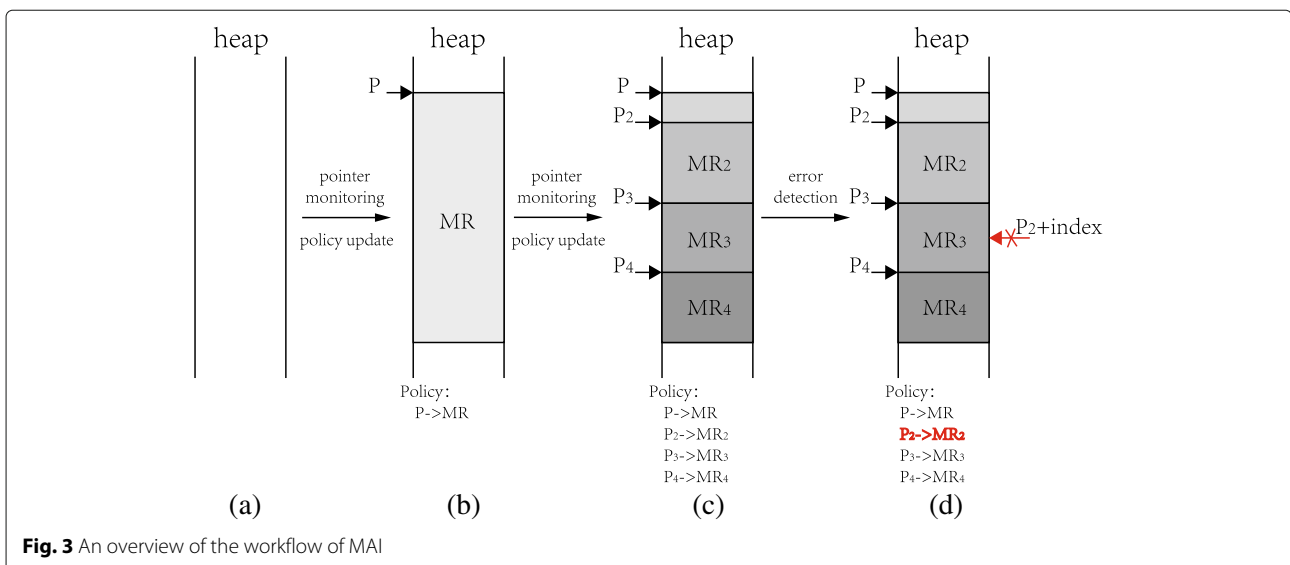 heap
heap
heap
heap
P
P
P
P2
P2
MR2
MR2
pointer
monitoring
policy update
pointer
monitoring
policy update
error
detection
MR
P3
P3
MR3
MR3
P2+index
P4
P4
MR4
MR4
Policy:
P->MR
Policy:
P->MR
P2->MR2
P3->MR3
P4->MR4
Policy:
P->MR
P2->MR2
P3->MR3
P4->MR4
(a)
(b)
(c)
(d)
Fig. 3 An overview of the workflow of MAI